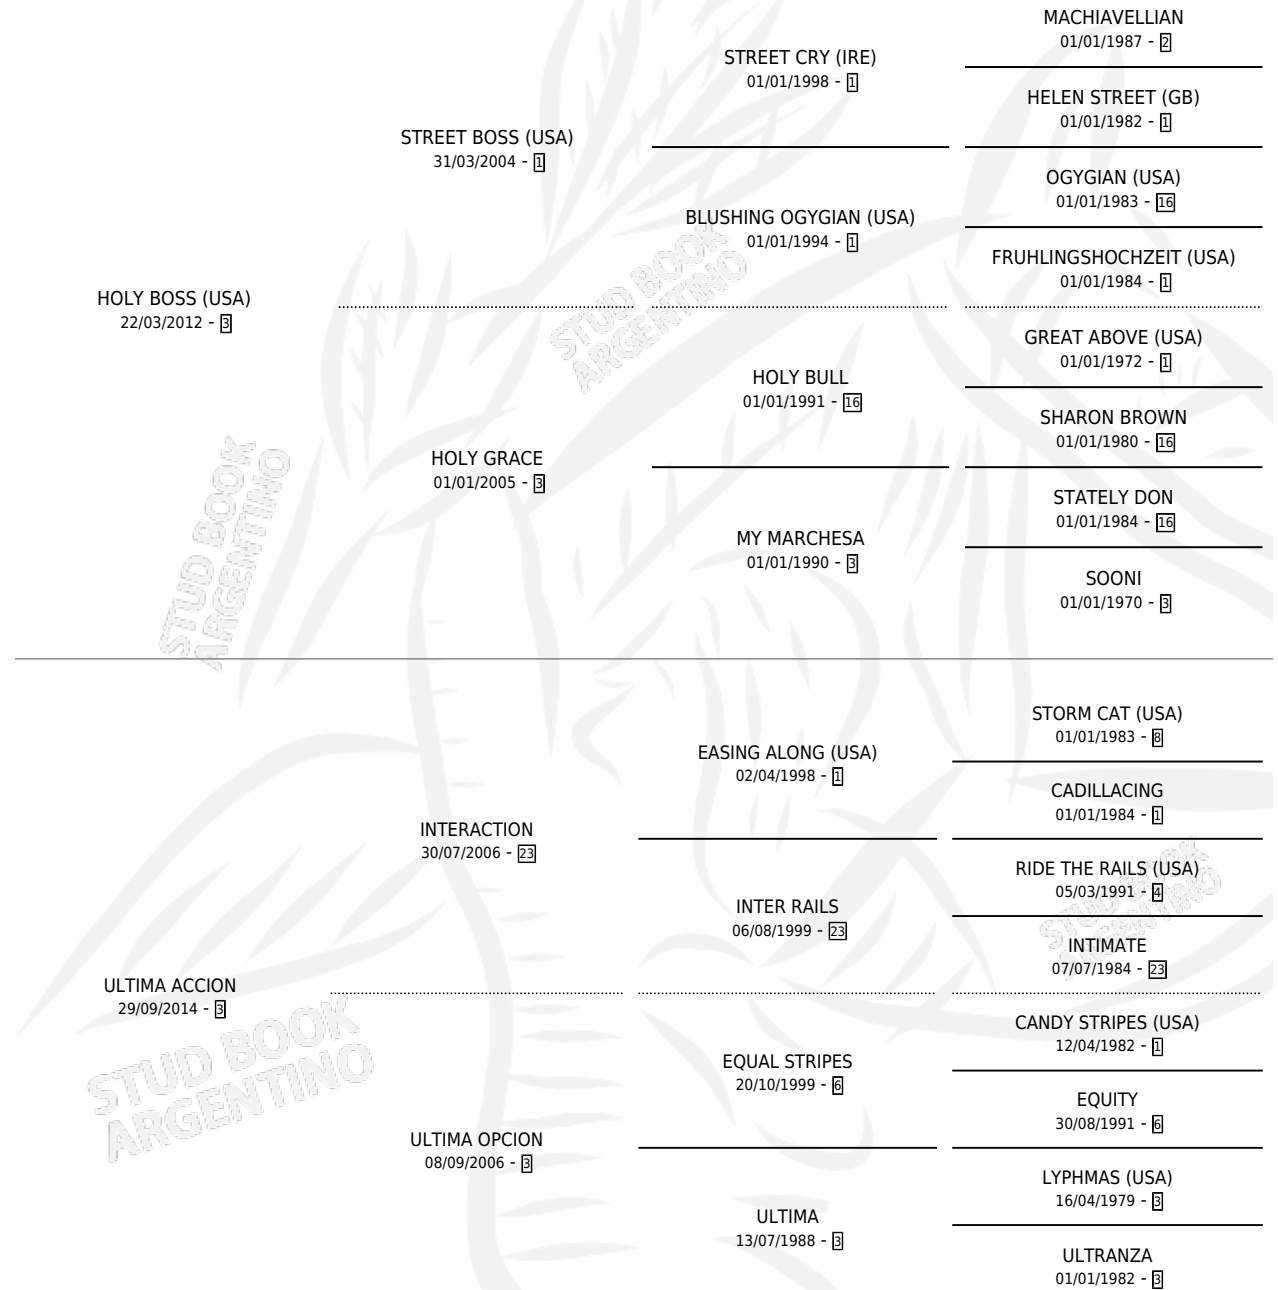 MACHIAVELLIAN
01/01/1987 - 2
STREET CRY (IRE)
01/01/1998 - 1
HELEN STREET (GB)
01/01/1982 - 1
STREET BOSS (USA)
31/03/2004 - 1
OGYGIAN (USA)
01/01/1983 - 16
BLUSHING OGYGIAN (USA)
01/01/1994 - 1
FRUHLINGSHOCHZEIT (USA)
01/01/1984 - 1
HOLY BOSS (USA)
22/03/2012 - 3
GREAT ABOVE (USA)
01/01/1972 - 1
HOLY BULL
01/01/1991 - 16
SHARON BROWN
01/01/1980 - 16
HOLY GRACE
01/01/2005 - 3
STATELY DON
01/01/1984 - 16
MY MARCHESA
01/01/1990 - 3
SOONI
01/01/1970 - 3
STORM CAT (USA)
01/01/1983 - 8
EASING ALONG (USA)
02/04/1998 - 1
CADILLACING
01/01/1984 - 1
INTERACTION
30/07/2006 - 23
RIDE THE RAILS (USA)
05/03/1991 - 4
INTER RAILS
06/08/1999 - 23
INTIMATE
07/07/1984 - 23
ULTIMA ACCION
29/09/2014 - 3
CANDY STRIPES (USA)
12/04/1982 - 1
EQUAL STRIPES
20/10/1999 - 6
EQUITY
30/08/1991 - 6
ULTIMA OPCION
08/09/2006 - 3
LYPHMAS (USA)
16/04/1979 - 3
ULTIMA
13/07/1988 - 3
ULTRANZA
01/01/1982 - 3
STUD BOOK
ARGENTINO
STUD BOOK
ARGENTINO
STUD BOOK
ARGENTINO
STUD BOOK
ARGENTINO